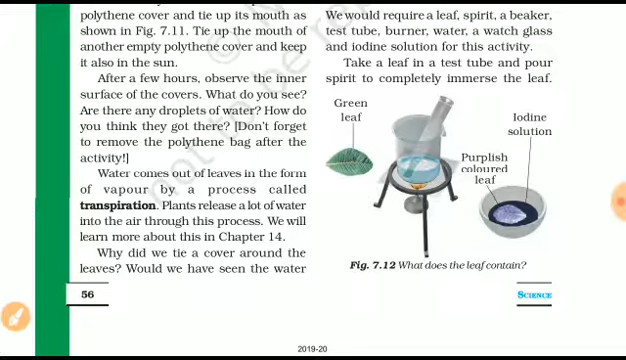 polythene cover and tie up its mouth as
shown in Fig. 7.11. Tie up the mouth of
another empty polythene cover and keep
it also in the sun.
After a few hours, observe the inner
surface of the covers. What do you see?
Are there any droplets of water? How do
you think they got there? [Don't forget
to remove the polythene bag after the
activity!]
Water comes out of leaves in the form
of vapour by a process called
transpiration. Plants release a lot of water
into the air through this process. We will
learn more about this in Chapter 14.
Why did we tie a cover around the
leaves? Would we have seen the water
56
We would require a leaf, spirit, a beaker,
test tube, burner, water, a watch glass
and iodine solution for this activity.
Take a leaf in a test tube and pour
spirit to completely immerse the leaf.
Green
leaf
Iodine
solution
Purplish
coloured
leaf
Fig. 7.12 What does the leaf contain?
SCIENCE
2019-20